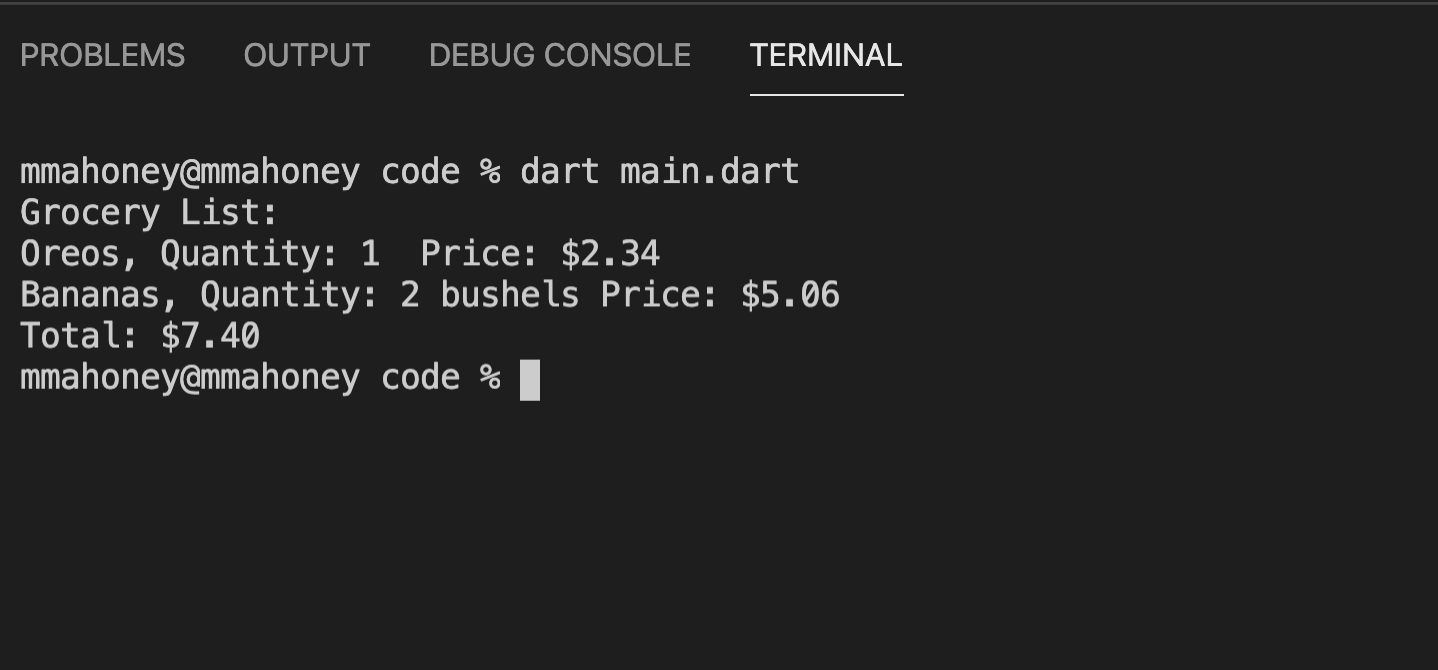 PROBLEMS OUTPUT DEBUG CONSOLE TERMINAL
mmahoney@mmahoney code % dart main.dart
Grocery List:
Oreos, Quantity: 1  Price: $2.34
Bananas, Quantity: 2 bushels Price: $5.06
Total: $7.40
mmahoney@mmahoney code %